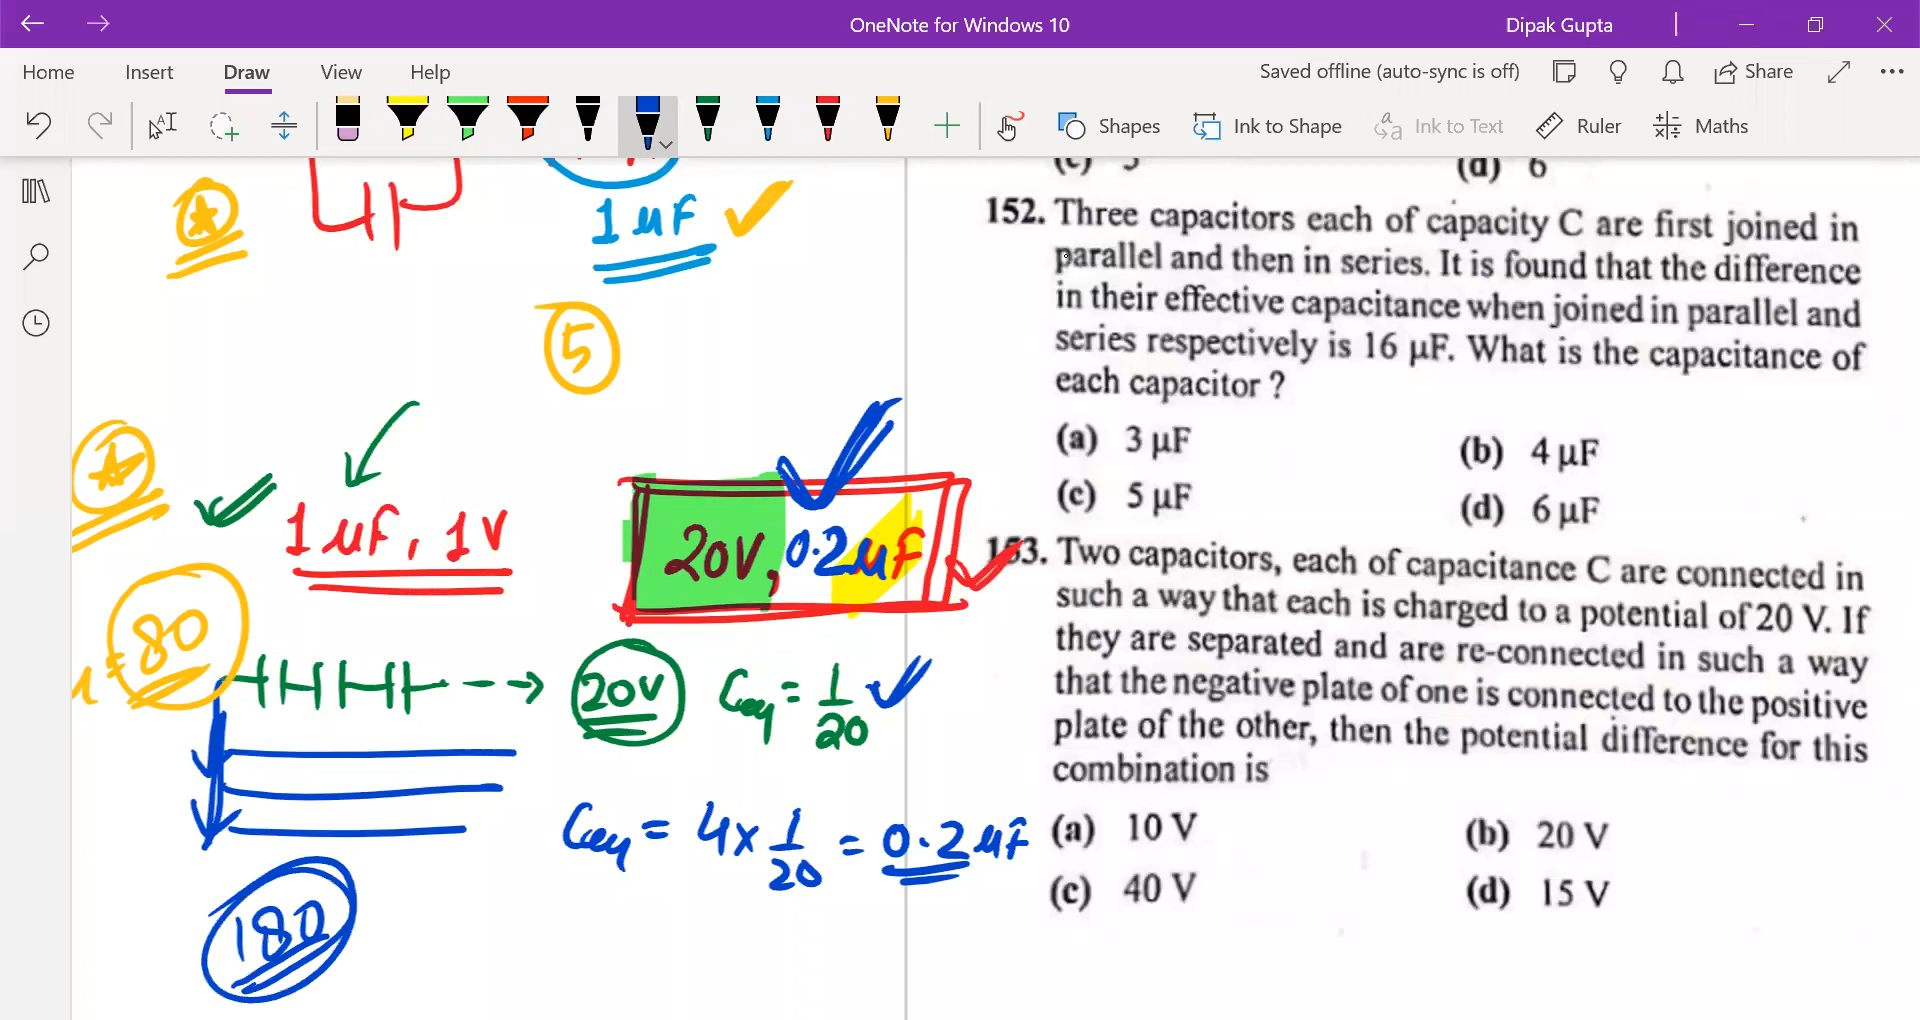 OneNote for Windows 10
Dipak Gupta
Home Insert Draw View Help
Saved offline (auto-sync is off) Share
Shapes Ink to Shape Ink to Text Ruler Maths
1 μF
5
1 μF, 1V
20V, 0.2 μF
80
20V Ceq = 1/20
Ceq = 4 × 1/20 = 0.2 μF
180
(c) 5 (d) 6
152. Three capacitors each of capacity C are first joined in
parallel and then in series. It is found that the difference
in their effective capacitance when joined in parallel and
series respectively is 16 μF. What is the capacitance of
each capacitor ?
(a) 3 μF (b) 4 μF
(c) 5 μF (d) 6 μF
153. Two capacitors, each of capacitance C are connected in
such a way that each is charged to a potential of 20 V. If
they are separated and are re-connected in such a way
that the negative plate of one is connected to the positive
plate of the other, then the potential difference for this
combination is
(a) 10 V (b) 20 V
(c) 40 V (d) 15 V